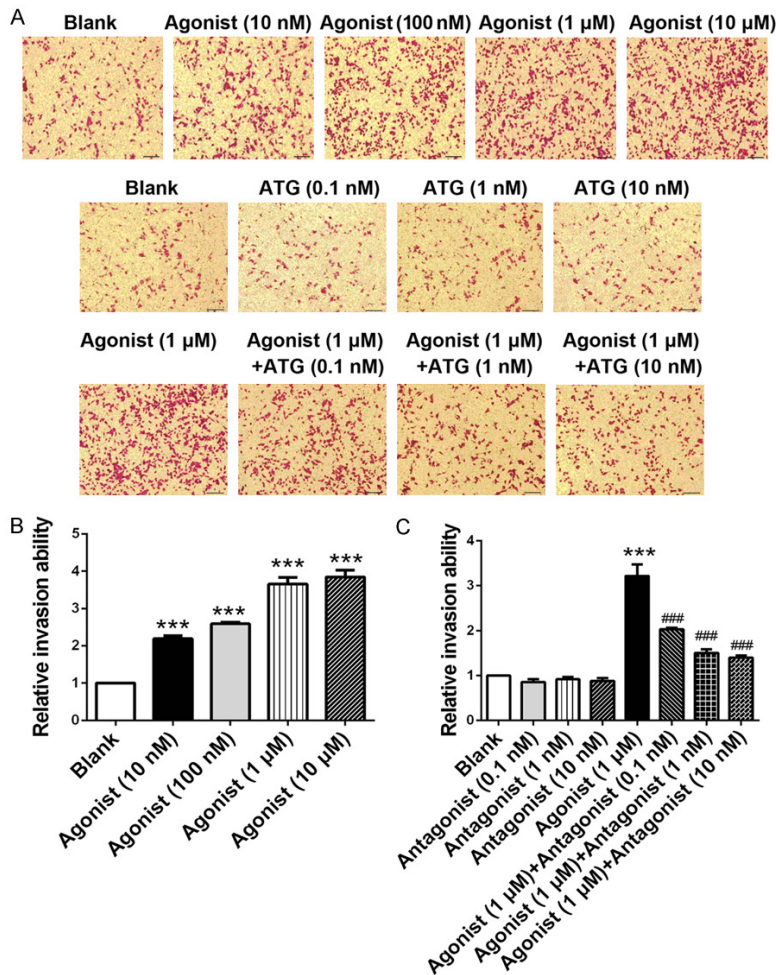 A
Blank Agonist (10 nM) Agonist (100 nM) Agonist (1 µM) Agonist (10 µM)
Blank ATG (0.1 nM) ATG (1 nM) ATG (10 nM)
Agonist (1 µM) Agonist (1 µM) Agonist (1 µM) Agonist (1 µM)
+ATG (0.1 nM) +ATG (1 nM) +ATG (10 nM)
B
Relative invasion ability
5
4
3
2
1
0
***
***
***
***
Blank
Agonist (10 nM)
Agonist (100 nM)
Agonist (1 µM)
Agonist (10 µM)
C
Relative invasion ability
4
3
2
1
0
***
###
###
###
Blank
Antagonist (0.1 nM)
Antagonist (1 nM)
Antagonist (10 nM)
Agonist (1 µM)
Agonist (1 µM)+Antagonist (0.1 nM)
Agonist (1 µM)+Antagonist (1 nM)
Agonist (1 µM)+Antagonist (10 nM)